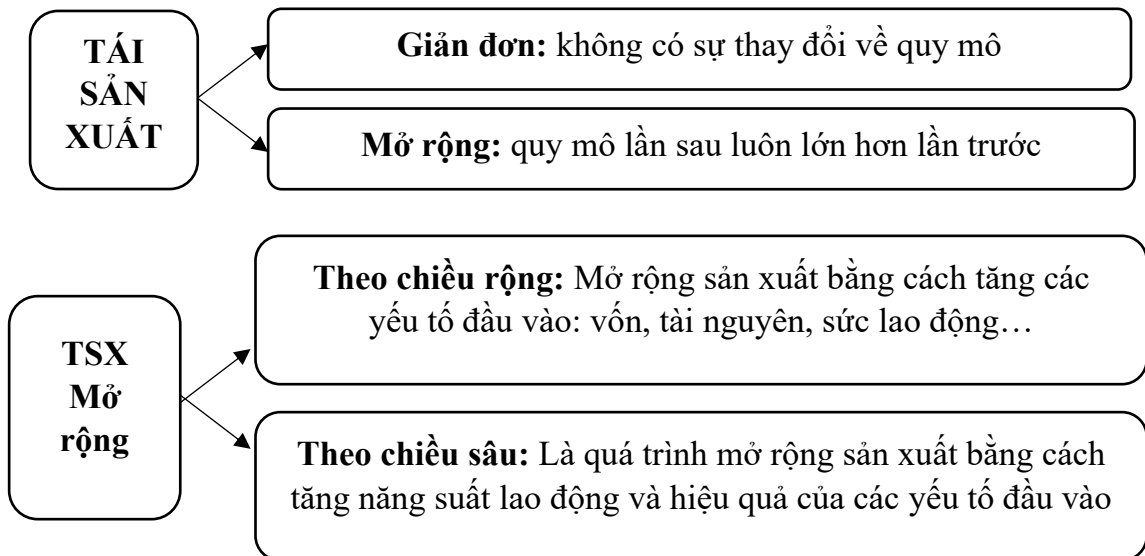 TÁI
SẢN
XUẤT
Giản đơn: không có sự thay đổi về quy mô
Mở rộng: quy mô lần sau luôn lớn hơn lần trước
TSX
Mở
rộng
Theo chiều rộng: Mở rộng sản xuất bằng cách tăng các
yếu tố đầu vào: vốn, tài nguyên, sức lao động…
Theo chiều sâu: Là quá trình mở rộng sản xuất bằng cách
tăng năng suất lao động và hiệu quả của các yếu tố đầu vào